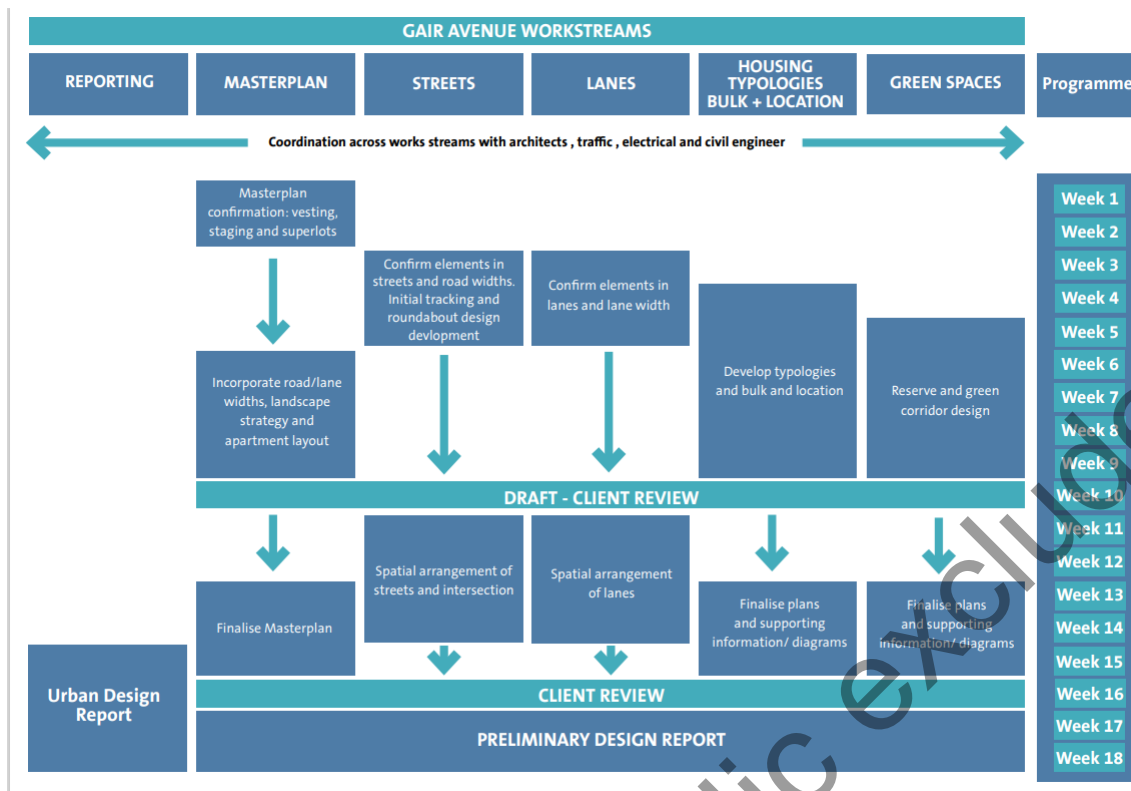 GAIR AVENUE WORKSTREAMS
REPORTING
MASTERPLAN
STREETS
LANES
HOUSING
TYPOLOGIES
BULK + LOCATION
GREEN SPACES
Programme
Coordination across works streams with architects , traffic , electrical and civil engineer
Masterplan
confirmation: vesting,
staging and superlots
Confirm elements in
streets and road widths.
Initial tracking and
roundabout design
devlopment
Confirm elements in
lanes and lane width
Incorporate road/lane
widths, landscape
strategy and
apartment layout
Develop typologies
and bulk and location
Reserve and green
corridor design
DRAFT - CLIENT REVIEW
Spatial arrangement of
streets and intersection
Spatial arrangement
of lanes
Finalise Masterplan
Finalise plans
and supporting
information/ diagrams
Finalise plans
and supporting
information/ diagrams
Urban Design
Report
CLIENT REVIEW
PRELIMINARY DESIGN REPORT
Week 1
Week 2
Week 3
Week 4
Week 5
Week 6
Week 7
Week 8
Week 9
Week 10
Week 11
Week 12
Week 13
Week 14
Week 15
Week 16
Week 17
Week 18